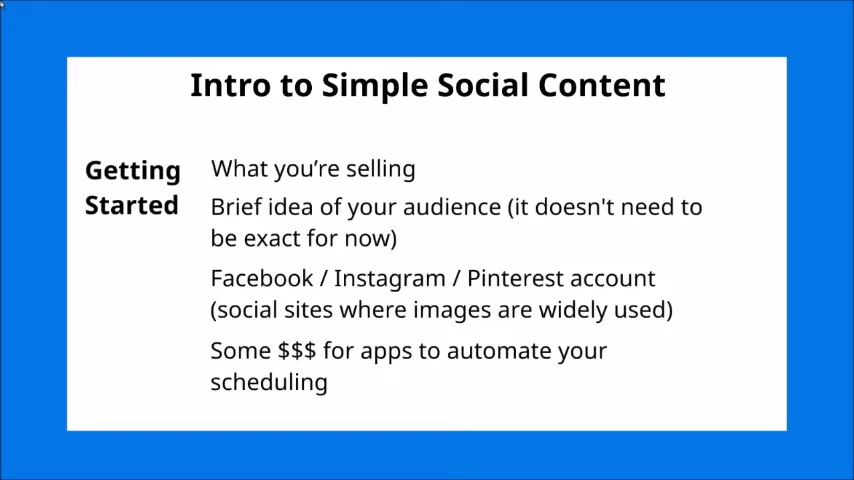 Intro to Simple Social Content
Getting
Started
What you’re selling
Brief idea of your audience (it doesn't need to
be exact for now)
Facebook / Instagram / Pinterest account
(social sites where images are widely used)
Some $$$ for apps to automate your
scheduling